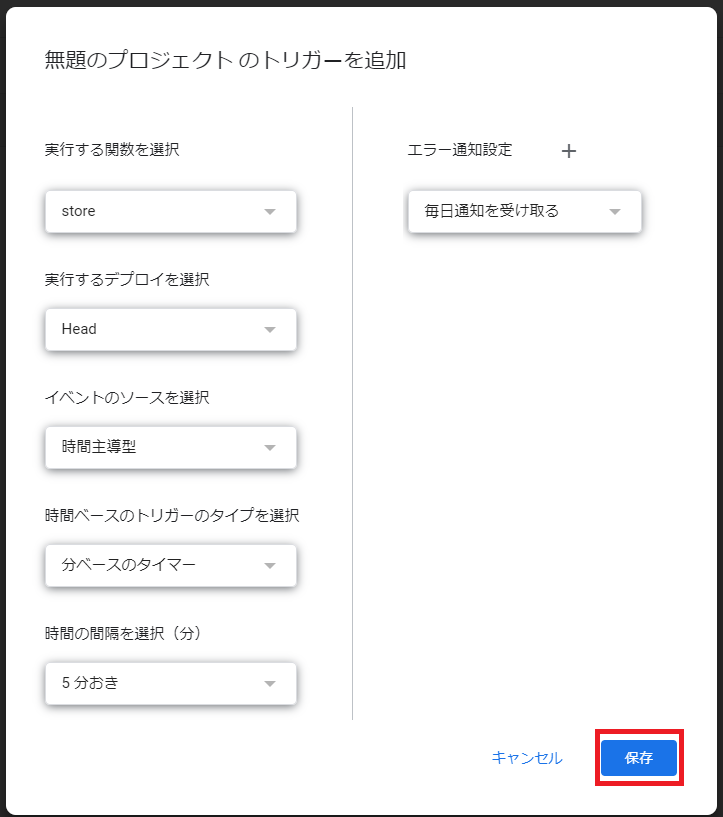 無題のプロジェクト のトリガーを追加
実行する関数を選択
store
実行するデプロイを選択
Head
イベントのソースを選択
時間主導型
時間ベースのトリガーのタイプを選択
分ベースのタイマー
時間の間隔を選択（分）
5 分おき
エラー通知設定
毎日通知を受け取る
キャンセル
保存